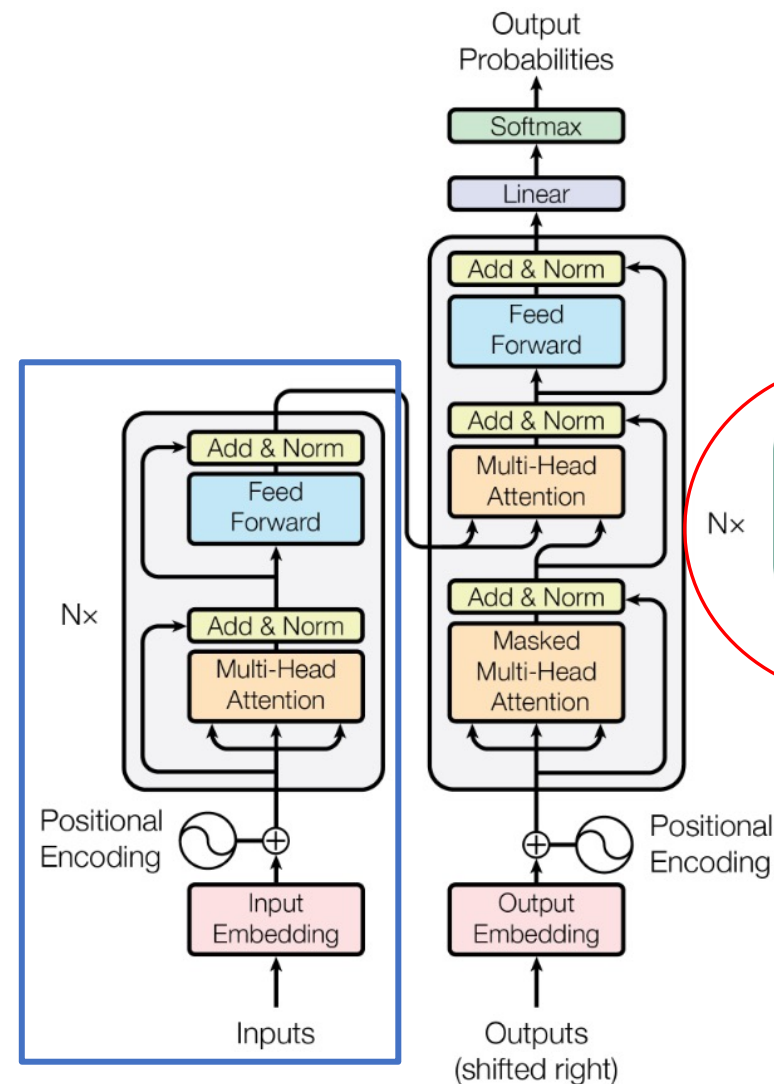 Output
Probabilities
Softmax
Linear
Add & Norm
Feed
Forward
Add & Norm
Multi-Head
Attention
N×
Add & Norm
Masked
Multi-Head
Attention
Positional
Encoding
Output
Embedding
Outputs
(shifted right)
Add & Norm
Feed
Forward
N×
Add & Norm
Multi-Head
Attention
Positional
Encoding
Input
Embedding
Inputs